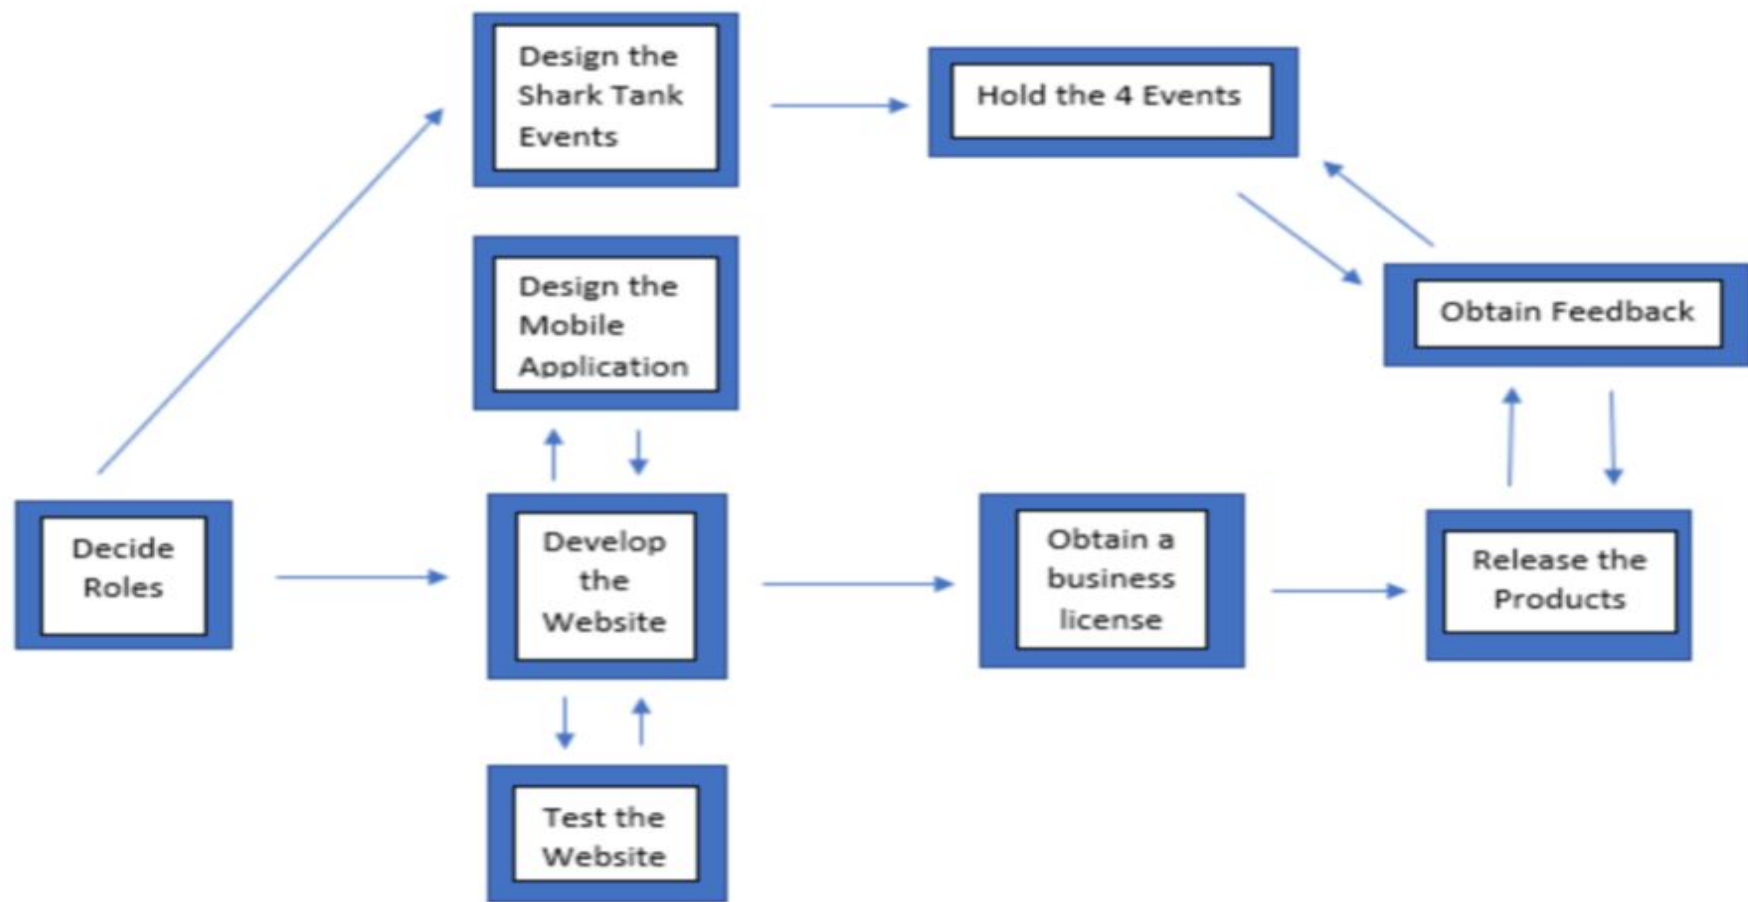 Design the
Shark Tank
Events
Hold the 4 Events
Design the
Mobile
Application
Obtain Feedback
Decide
Roles
Develop
the
Website
Obtain a
business
license
Release the
Products
Test the
Website